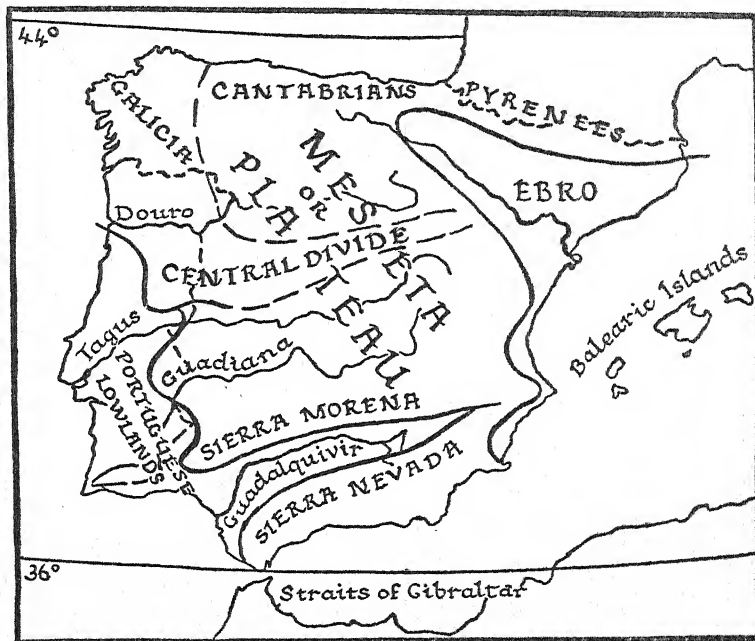 44°
CANTABRIANS
PYRENEES
GALICIA
MESETA
OR
PLATEAU
EBRO
Douro
CENTRAL DIVIDE
Balearic Islands
Tagus
Guadiana
PORTUGUESE
LOWLANDS
SIERRA MORENA
Guadalquivir
SIERRA NEVADA
36°
Straits of Gibraltar